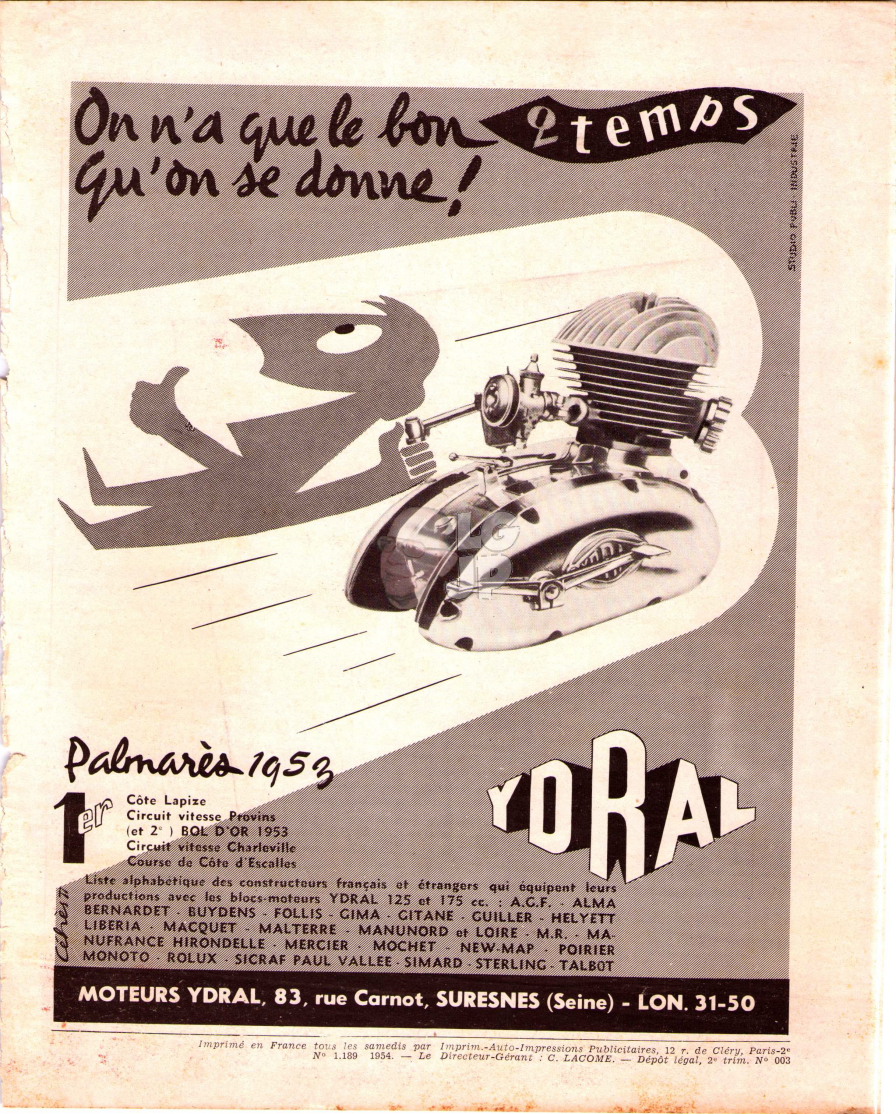 On n'a que le bon 2 temps
Qu'on se donne!
STUDIO PUBLI-INDUSTRIE
Palmarès 1953
1er
Côte Lapize
Circuit vitesse Provins
(et 2e) BOL D'OR 1953
Circuit vitesse Charleville
Course de Côte d'Escalles
YDRAL
Liste alphabétique des constructeurs français et étrangers qui équipent leurs
productions avec les blocs-moteurs YDRAL 125 et 175 cc. : A.G.F. - ALMA
BERNARDET - BUYDENS - FOLLIS - GIMA - GITANE - GUILLER - HELYETT
LIBERIA - MACQUET - MALTERRE - MANUNORD et LOIRE - M.R. - MA-
NUFRANCE HIRONDELLE - MERCIER - MOCHET - NEW-MAP - POIRIER
MONOTO - ROLUX - SICRAF PAUL VALLEE - SIMARD - STERLING - TALBOT
MOTEURS YDRAL, 83, rue Carnot, SURESNES (Seine) - LON. 31-50
Imprimé en France tous les samedis par Imprim.-Auto-Impressions Publicitaires, 12 r. de Cléry, Paris-2e
N° 1.189 1954. — Le Directeur-Gérant : C. LACOME. — Dépôt légal, 2e trim. N° 003